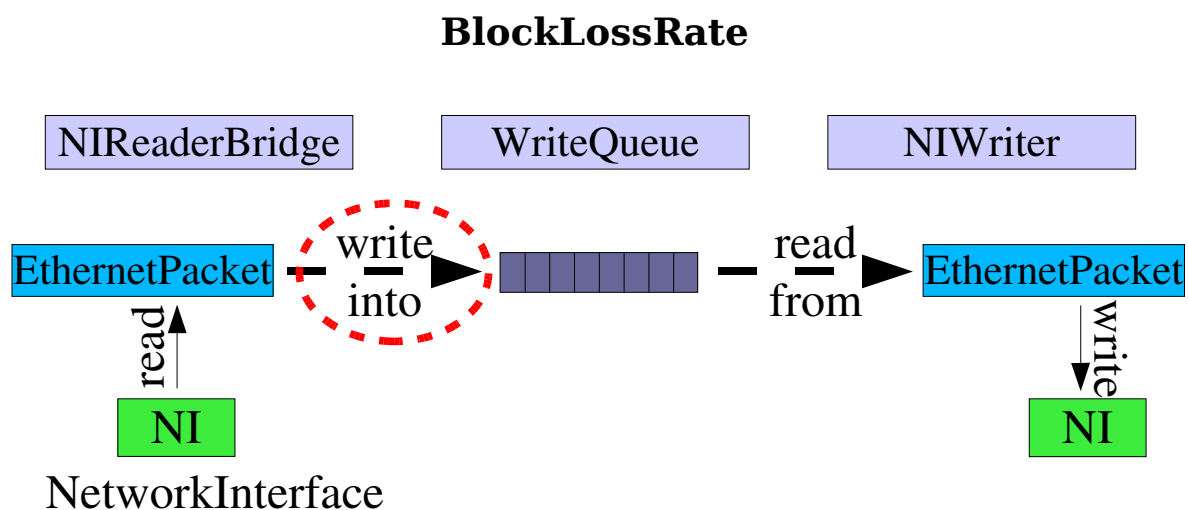 BlockLossRate
NIReaderBridge
WriteQueue
NIWriter
write
into
read
from
EthernetPacket
EthernetPacket
read
write
NI
NI
NetworkInterface